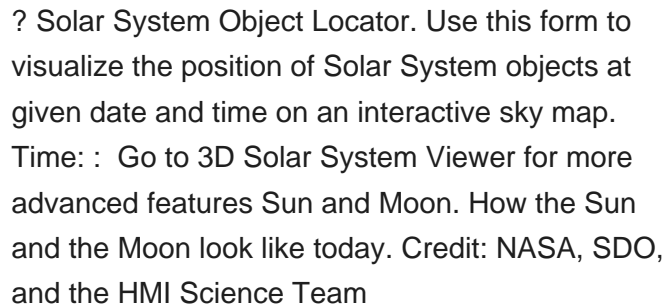 ? Solar System Object Locator. Use this form to
visualize the position of Solar System objects at
given date and time on an interactive sky map.
Time: : Go to 3D Solar System Viewer for more
advanced features Sun and Moon. How the Sun
and the Moon look like today. Credit: NASA, SDO,
and the HMI Science Team